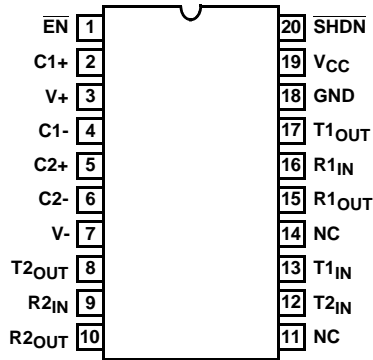 EN 1 20 SHDN
C1+ 2 19 VCC
V+ 3 18 GND
C1- 4 17 T1OUT
C2+ 5 16 R1IN
C2- 6 15 R1OUT
V- 7 14 NC
T2OUT 8 13 T1IN
R2IN 9 12 T2IN
R2OUT 10 11 NC